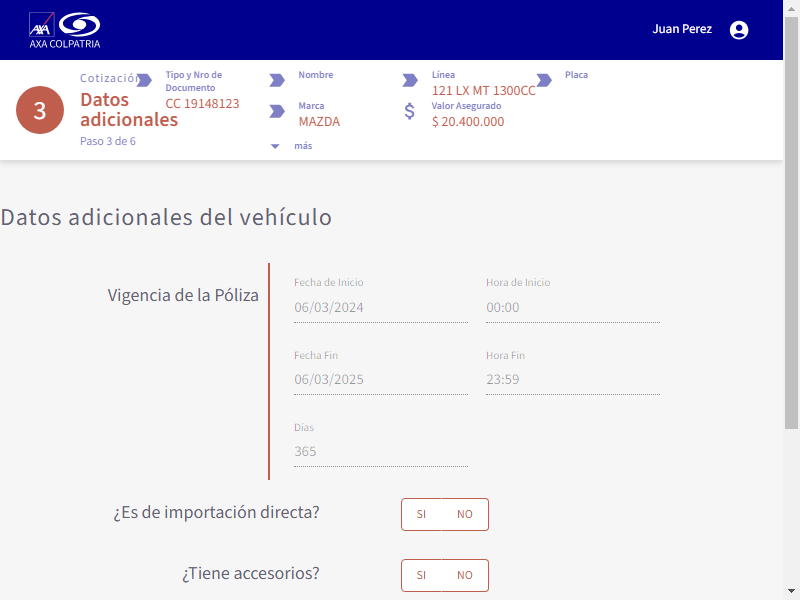 AXA
AXA COLPATRIA
Juan Perez
3
Cotización
Datos
adicionales
Paso 3 de 6
Tipo y Nro de
Documento
CC 19148123
Nombre
Marca
MAZDA
más
Línea
121 LX MT 1300CC
Valor Asegurado
$ 20.400.000
Placa
Datos adicionales del vehículo
Vigencia de la Póliza
Fecha de Inicio
06/03/2024
Hora de Inicio
00:00
Fecha Fin
06/03/2025
Hora Fin
23:59
Días
365
¿Es de importación directa?
SI NO
¿Tiene accesorios?
SI NO